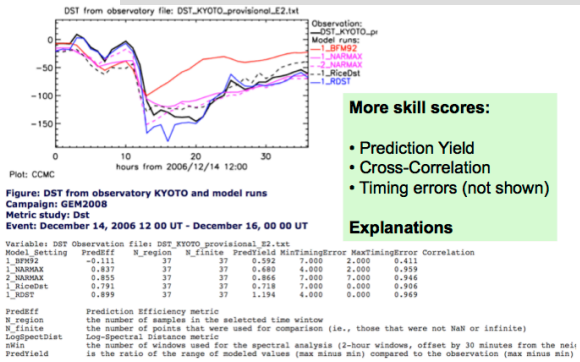 DST from observatory file: DST_KYOTO_provisional_E2.txt
Observation:
DST_KYOTO_pr
Model runs:
1_BFM92
1_NARMAX
2_NARMAX
1_RiceDst
1_RDST
0
-50
-100
-150
0 10 20 30
hours from 2006/12/14 12:00
Plot: CCMC
More skill scores:
• Prediction Yield
• Cross-Correlation
• Timing errors (not shown)
Explanations
Figure: DST from observatory KYOTO and model runs
Campaign: GEM2008
Metric study: Dst
Event: December 14, 2006 12 00 UT - December 16, 00 00 UT
Variable: DST Observation file: DST_KYOTO_provisional_E2.txt
Model_Setting PredEff N_region N_finite PredYield MinTimingError MaxTimingError Correlation
1_BFM92 -0.111 37 37 0.592 7.000 2.000 0.411
1_NARMAX 0.837 37 37 0.680 4.000 2.000 0.959
2_NARMAX 0.855 37 37 0.866 7.000 7.000 0.946
1_RiceDst 0.791 37 37 0.718 7.000 0.000 0.906
1_RDST 0.899 37 37 1.194 4.000 0.000 0.969
PredEff Prediction Efficiency metric
N_region the number of samples in the seletcted time wintow
N_finite the number of points that were used for comparison (ie., those that were not NaN or infinite)
LogSpectDist Log-Spectral Distance metric
nWin the number of windows used for the spectral analysis (2-hour windows, offset by 30 minutes from the nei
PredYield is the ratio of the range of modeled values (max minus min) compared to the observation (max minus min)